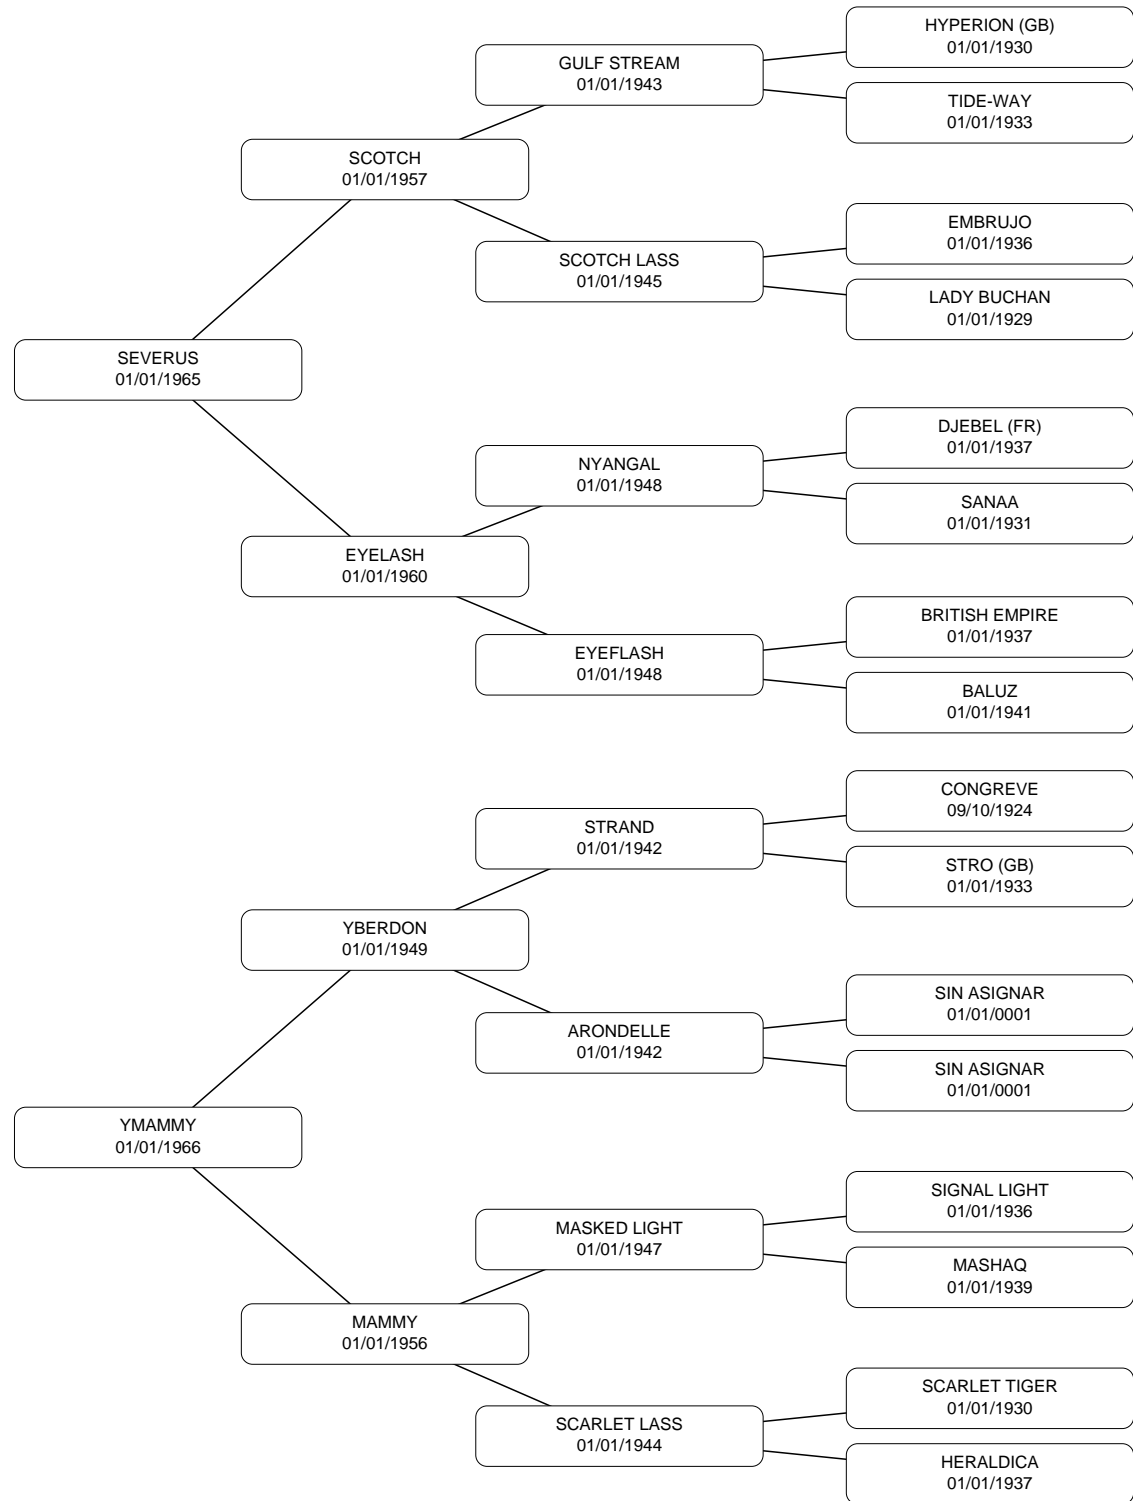 HYPERION (GB)
01/01/1930
GULF STREAM
01/01/1943
TIDE-WAY
01/01/1933
SCOTCH
01/01/1957
EMBRUJO
01/01/1936
SCOTCH LASS
01/01/1945
LADY BUCHAN
01/01/1929
SEVERUS
01/01/1965
DJEBEL (FR)
01/01/1937
NYANGAL
01/01/1948
SANAA
01/01/1931
EYELASH
01/01/1960
BRITISH EMPIRE
01/01/1937
EYEFLASH
01/01/1948
BALUZ
01/01/1941
CONGREVE
09/10/1924
STRAND
01/01/1942
STRO (GB)
01/01/1933
YBERDON
01/01/1949
SIN ASIGNAR
01/01/0001
ARONDELLE
01/01/1942
SIN ASIGNAR
01/01/0001
YMAMMY
01/01/1966
SIGNAL LIGHT
01/01/1936
MASKED LIGHT
01/01/1947
MASHAQ
01/01/1939
MAMMY
01/01/1956
SCARLET TIGER
01/01/1930
SCARLET LASS
01/01/1944
HERALDICA
01/01/1937